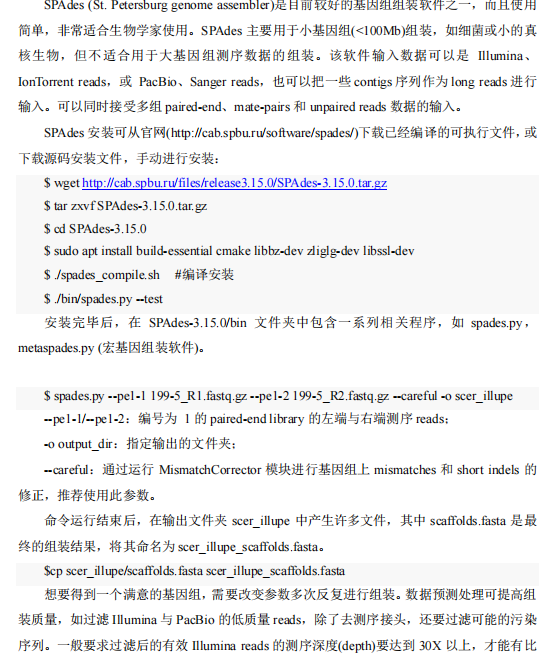 SPAdes (St. Petersburg genome assembler)是目前较好的基因组组装软件之一，而且使用
简单，非常适合生物学家使用。SPAdes 主要用于小基因组(<100Mb)组装，如细菌或小的真
核生物，但不适合用于大基因组测序数据的组装。该软件输入数据可以是 Illumina、
IonTorrent reads，或 PacBio、Sanger reads，也可以把一些 contigs 序列作为 long reads 进行
输入。可以同时接受多组 paired-end、mate-pairs 和 unpaired reads 数据的输入。
SPAdes 安装可从官网(http://cab.spbu.ru/software/spades/)下载已经编译的可执行文件，或
下载源码安装文件，手动进行安装：
$ wget http://cab.spbu.ru/files/release3.15.0/SPAdes-3.15.0.tar.gz
$ tar zxvf SPAdes-3.15.0.tar.gz
$ cd SPAdes-3.15.0
$ sudo apt install build-essential cmake libbz-dev zliglg-dev libssl-dev
$ ./spades_compile.sh #编译安装
$ ./bin/spades.py --test
安装完毕后，在 SPAdes-3.15.0/bin 文件夹中包含一系列相关程序，如 spades.py，
metaspades.py (宏基因组装软件)。
$ spades.py --pe1-1 199-5_R1.fastq.gz --pe1-2 199-5_R2.fastq.gz --careful -o scer_illupe
--pe1-1/--pe1-2：编号为 1 的 paired-end library 的左端与右端测序 reads；
-o output_dir：指定输出的文件夹；
--careful：通过运行 MismatchCorrector 模块进行基因组上 mismatches 和 short indels 的
修正，推荐使用此参数。
命令运行结束后，在输出文件夹 scer_illupe 中产生许多文件，其中 scaffolds.fasta 是最
终的组装结果，将其命名为 scer_illupe_scaffolds.fasta。
$cp scer_illupe/scaffolds.fasta scer_illupe_scaffolds.fasta
想要得到一个满意的基因组，需要改变参数多次反复进行组装。数据预测处理可提高组
装质量，如过滤 Illumina 与 PacBio 的低质量 reads，除了去测序接头，还要过滤可能的污染
序列。一般要求过滤后的有效 Illumina reads 的测序深度(depth)要达到 30X 以上，才能有比